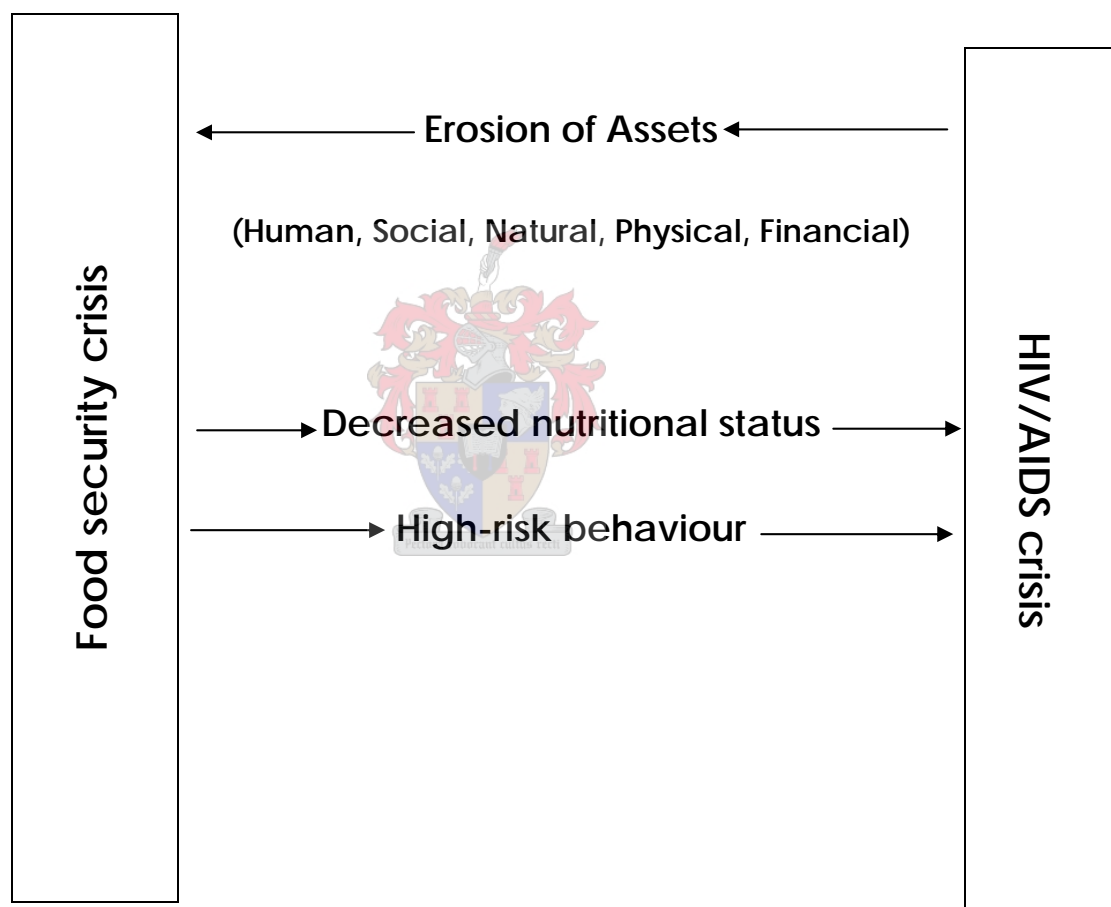 Erosion of Assets
(Human, Social, Natural, Physical, Financial)
Food security crisis
HIV/AIDS crisis
Decreased nutritional status
High-risk behaviour